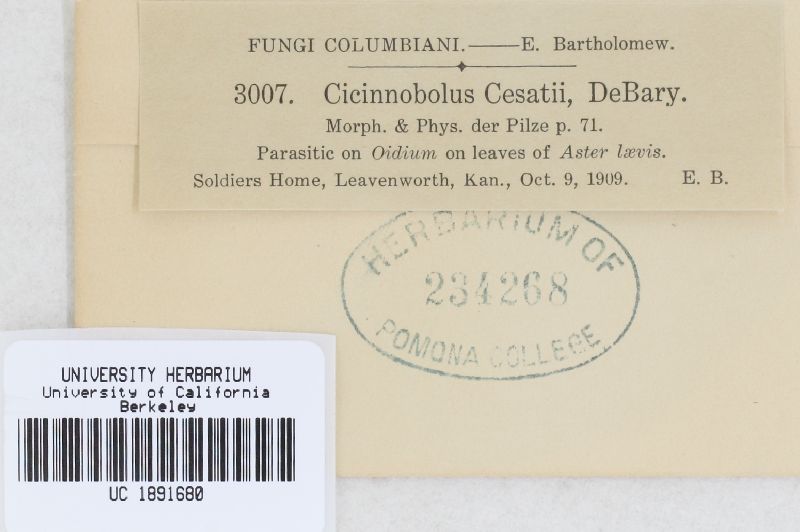 FUNGI COLUMBIANI.——E. Bartholomew.
3007. Cicinnobolus Cesatii, DeBary.
Morph. & Phys. der Pilze p. 71.
Parasitic on Oidium on leaves of Aster lævis.
Soldiers Home, Leavenworth, Kan., Oct. 9, 1909. E. B.
HERBARIUM OF
234268
POMONA COLLEGE
UNIVERSITY HERBARIUM
University of California
Berkeley
UC 1891680